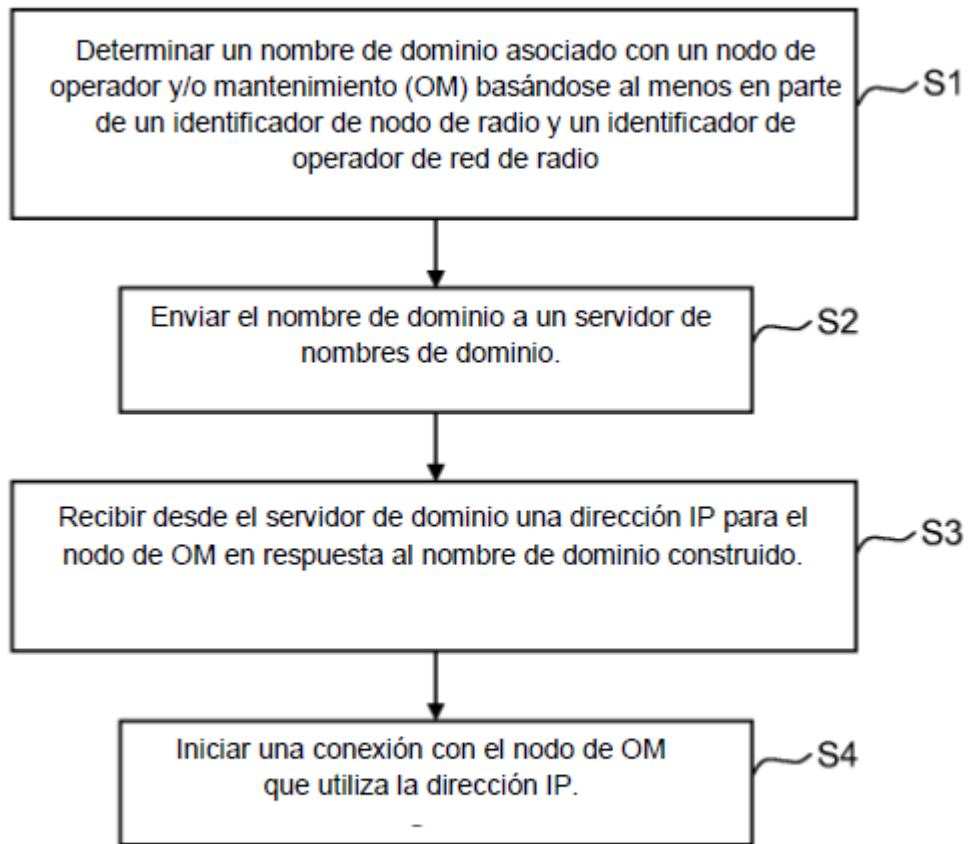 Determinar un nombre de dominio asociado con un nodo de
operador y/o mantenimiento (OM) basándose al menos en parte
de un identificador de nodo de radio y un identificador de
operador de red de radio
S1
Enviar el nombre de dominio a un servidor de
nombres de dominio.
S2
Recibir desde el servidor de dominio una dirección IP para el
nodo de OM en respuesta al nombre de dominio construido.
S3
Iniciar una conexión con el nodo de OM
que utiliza la dirección IP.
S4